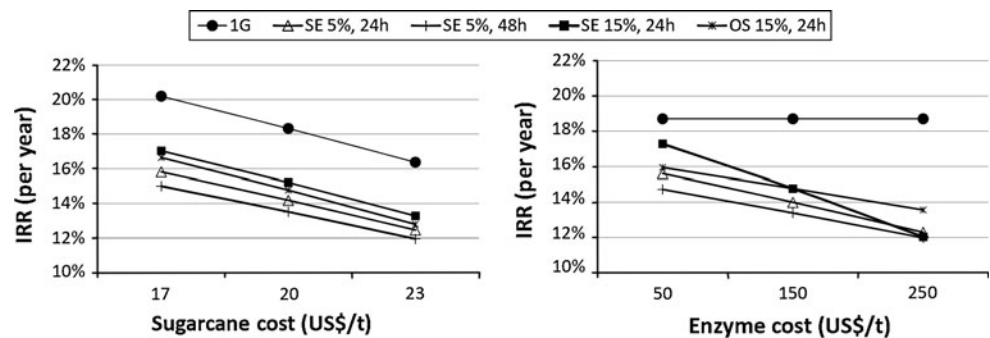 1G SE 5%, 24h SE 5%, 48h SE 15%, 24h OS 15%, 24h
IRR (per year)
22%
20%
18%
16%
14%
12%
10%
17 20 23
Sugarcane cost (US$/t)
IRR (per year)
22%
20%
18%
16%
14%
12%
10%
50 150 250
Enzyme cost (US$/t)